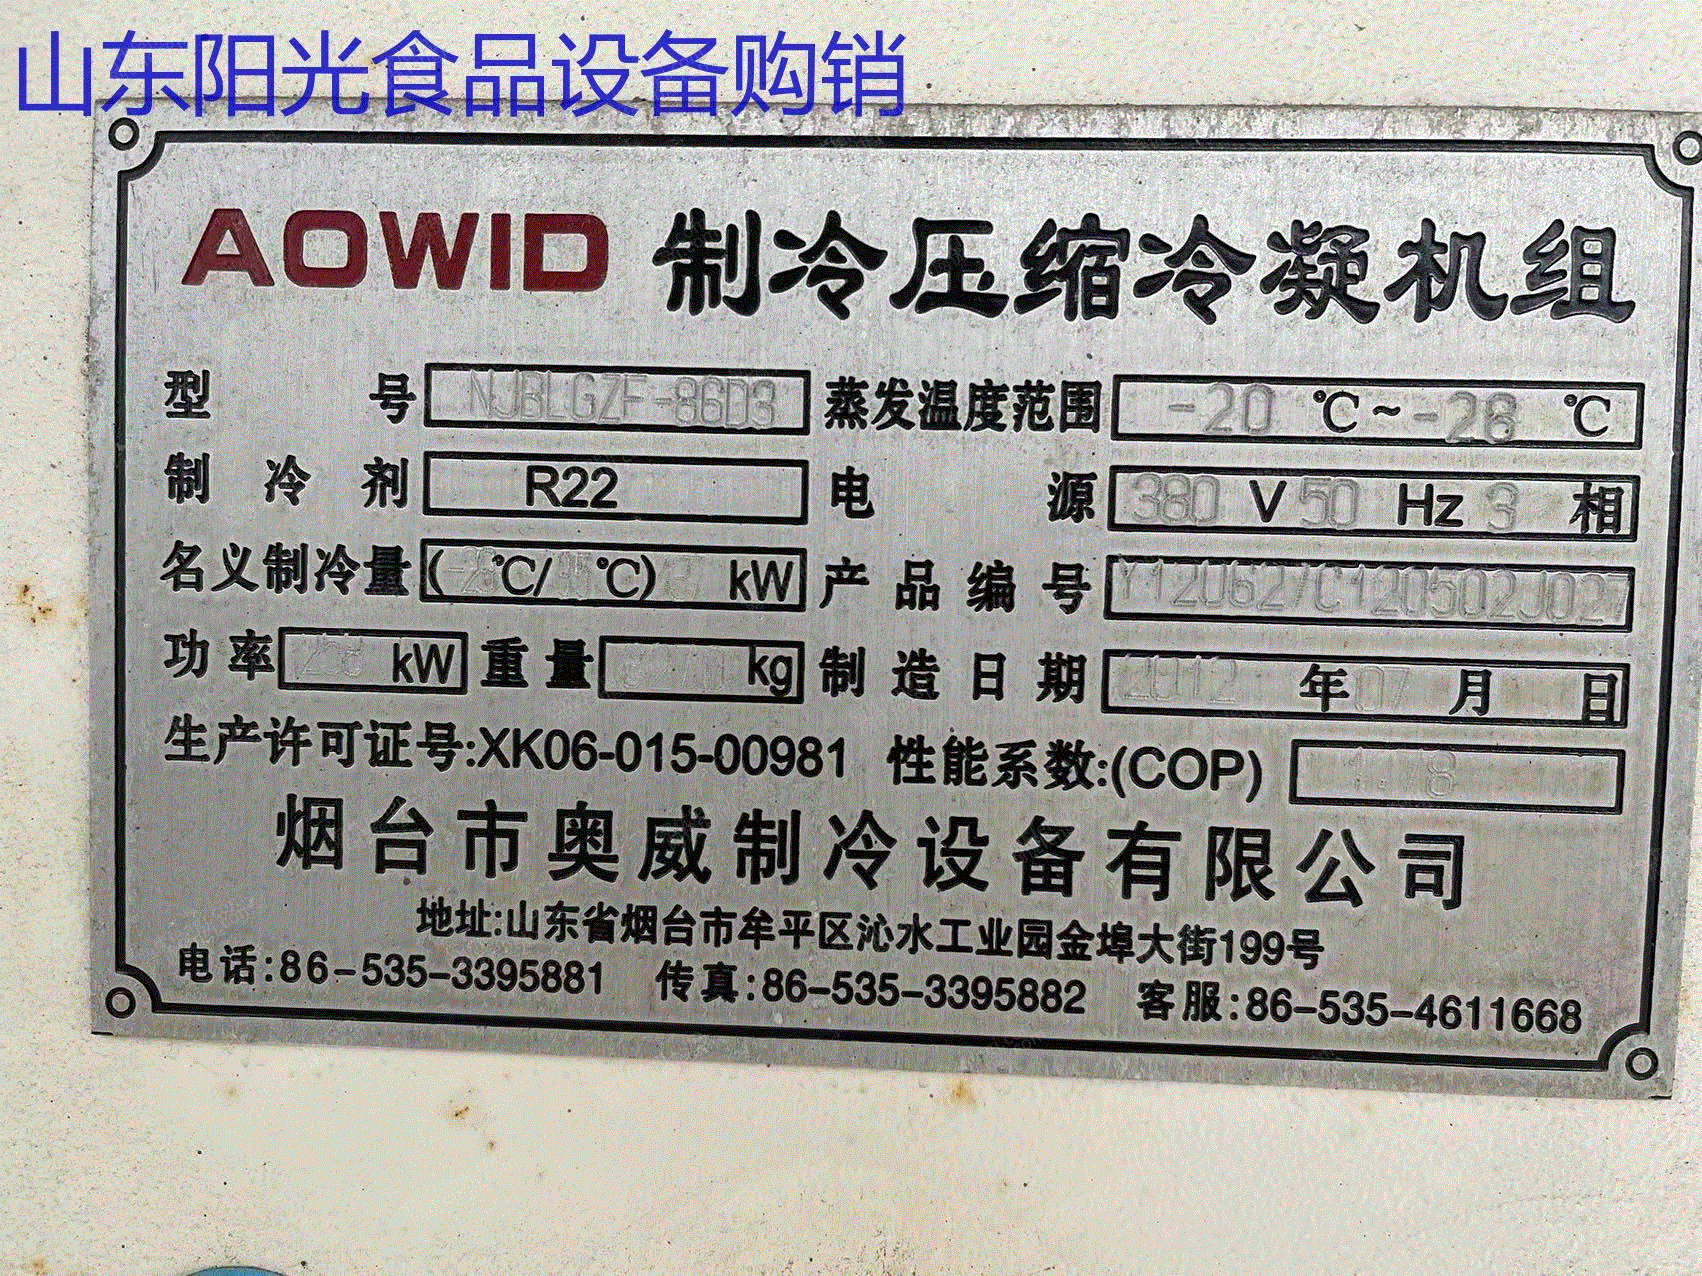 山东阳光食品设备购销
AOWID 制冷压缩冷凝机组
型号 NJBLGZF-86D3 蒸发温度范围 -20 ℃~-28 ℃
制冷剂 R22 电源 380 V 50 Hz 3 相
名义制冷量 (-28℃/35℃) kW 产品编号 Y120627C120502J027
功率 kW 重量 kg 制造日期 2012 年 07 月 日
生产许可证号:XK06-015-00981 性能系数:(COP)
烟台市奥威制冷设备有限公司
地址:山东省烟台市牟平区沁水工业园金埠大街199号
电话:86-535-3395881 传真:86-535-3395882 客服:86-535-4611668